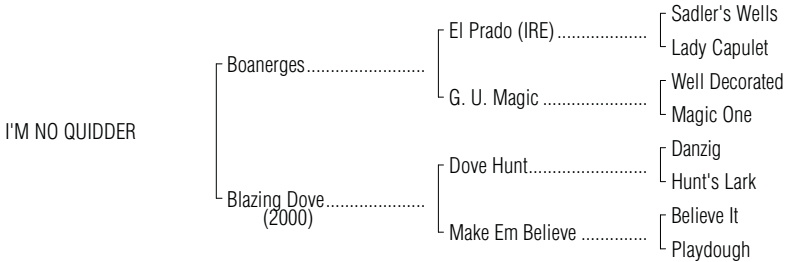 Sadler's Wells
El Prado (IRE)....................
Lady Capulet
Boanerges..........................
Well Decorated
G. U. Magic .......................
Magic One
I'M NO QUIDDER
Danzig
Dove Hunt..........................
Hunt's Lark
Blazing Dove......................
(2000)
Believe It
Make Em Believe ..............
Playdough